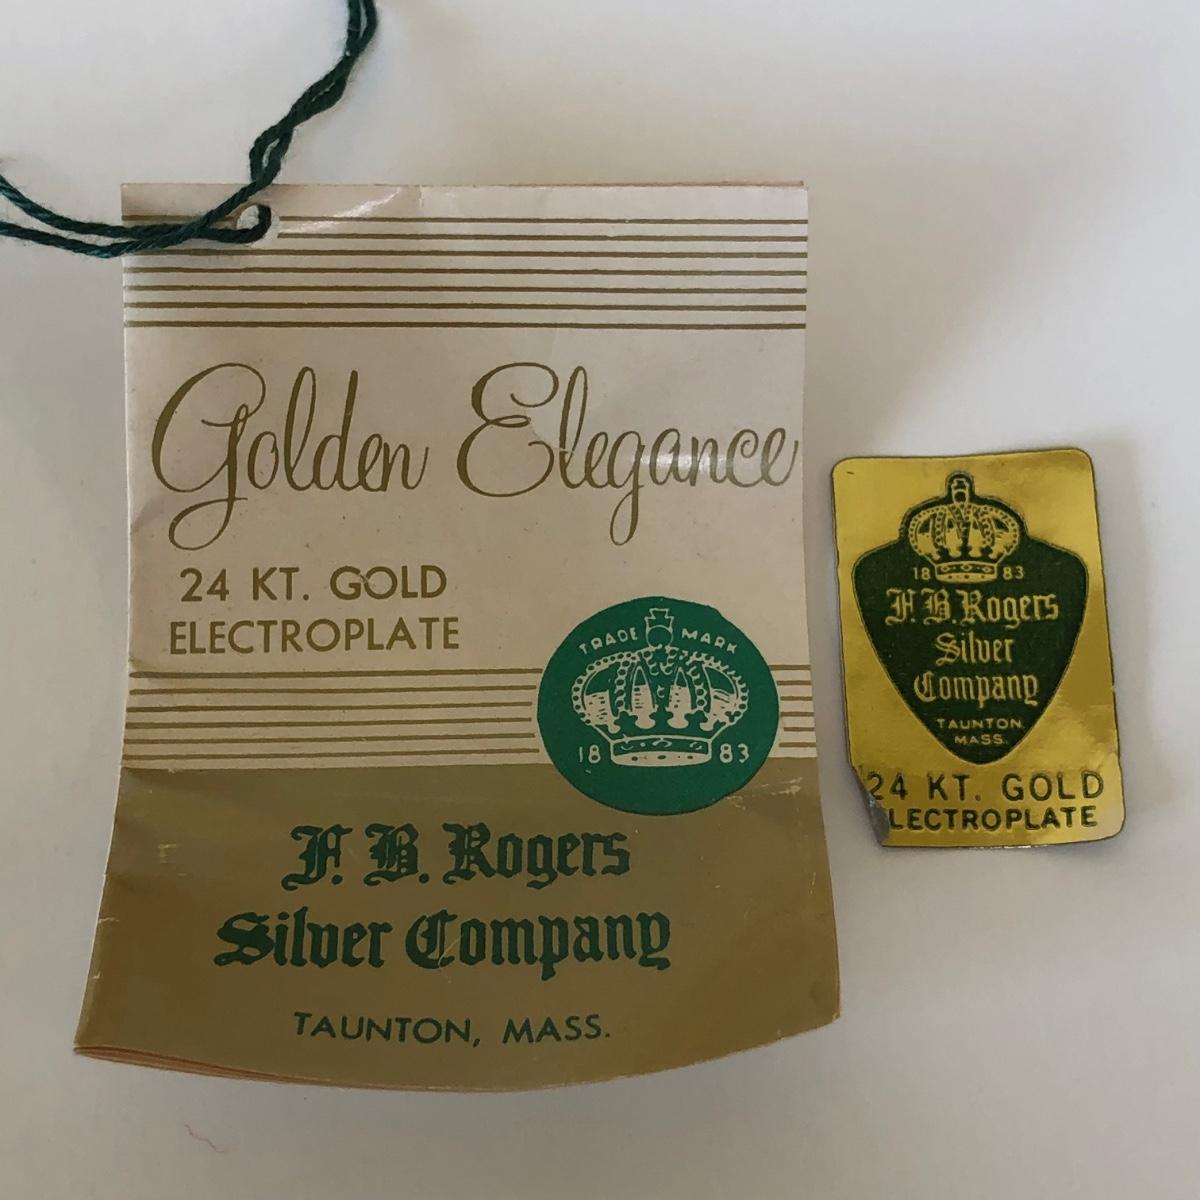 Golden Elegance
24 KT. GOLD
ELECTROPLATE
TRADE MARK
18 83
F. B. Rogers
Silver Company
TAUNTON, MASS.
18 83
F. B. Rogers
Silver
Company
TAUNTON
MASS.
24 KT. GOLD
LECTROPLATE